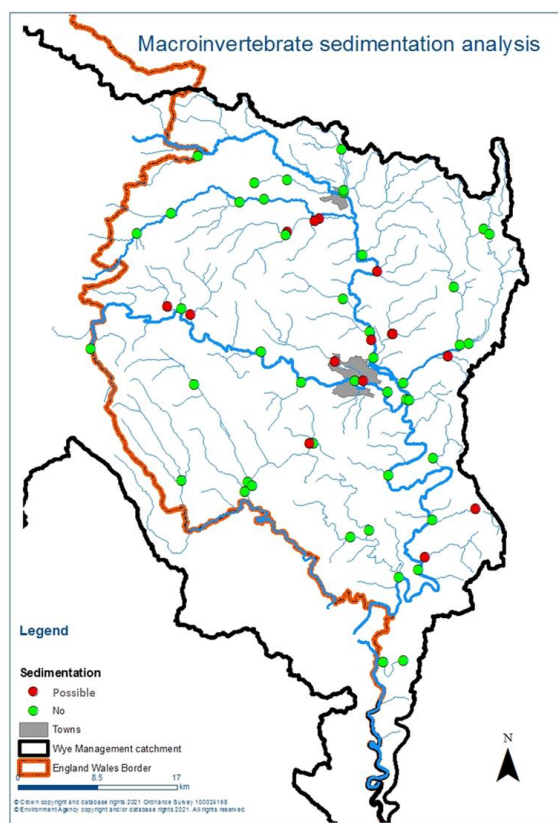 Macroinvertebrate sedimentation analysis
Legend
Sedimentation
Possible
No
Towns
Wye Management catchment
England Wales Border
0 8.5 17
km
N
© Crown copyright and database rights 2021 Ordnance Survey 100024198
© Environment Agency copyright and/or database rights 2021. All rights reserved.